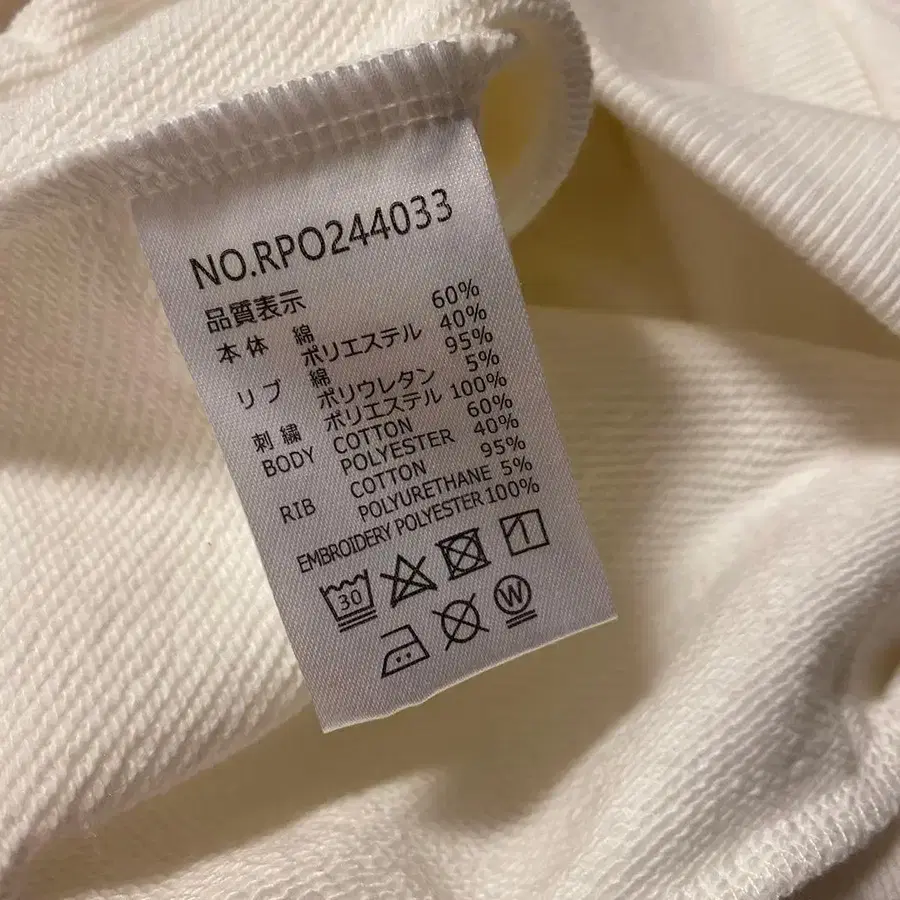 NO.RPO244033
品質表示
本体 綿 60%
ポリエステル 40%
リブ 綿 95%
ポリウレタン 5%
刺繍 ポリエステル 100%
BODY COTTON 60%
POLYESTER 40%
RIB COTTON 95%
POLYURETHANE 5%
EMBROIDERY POLYESTER 100%
30
W